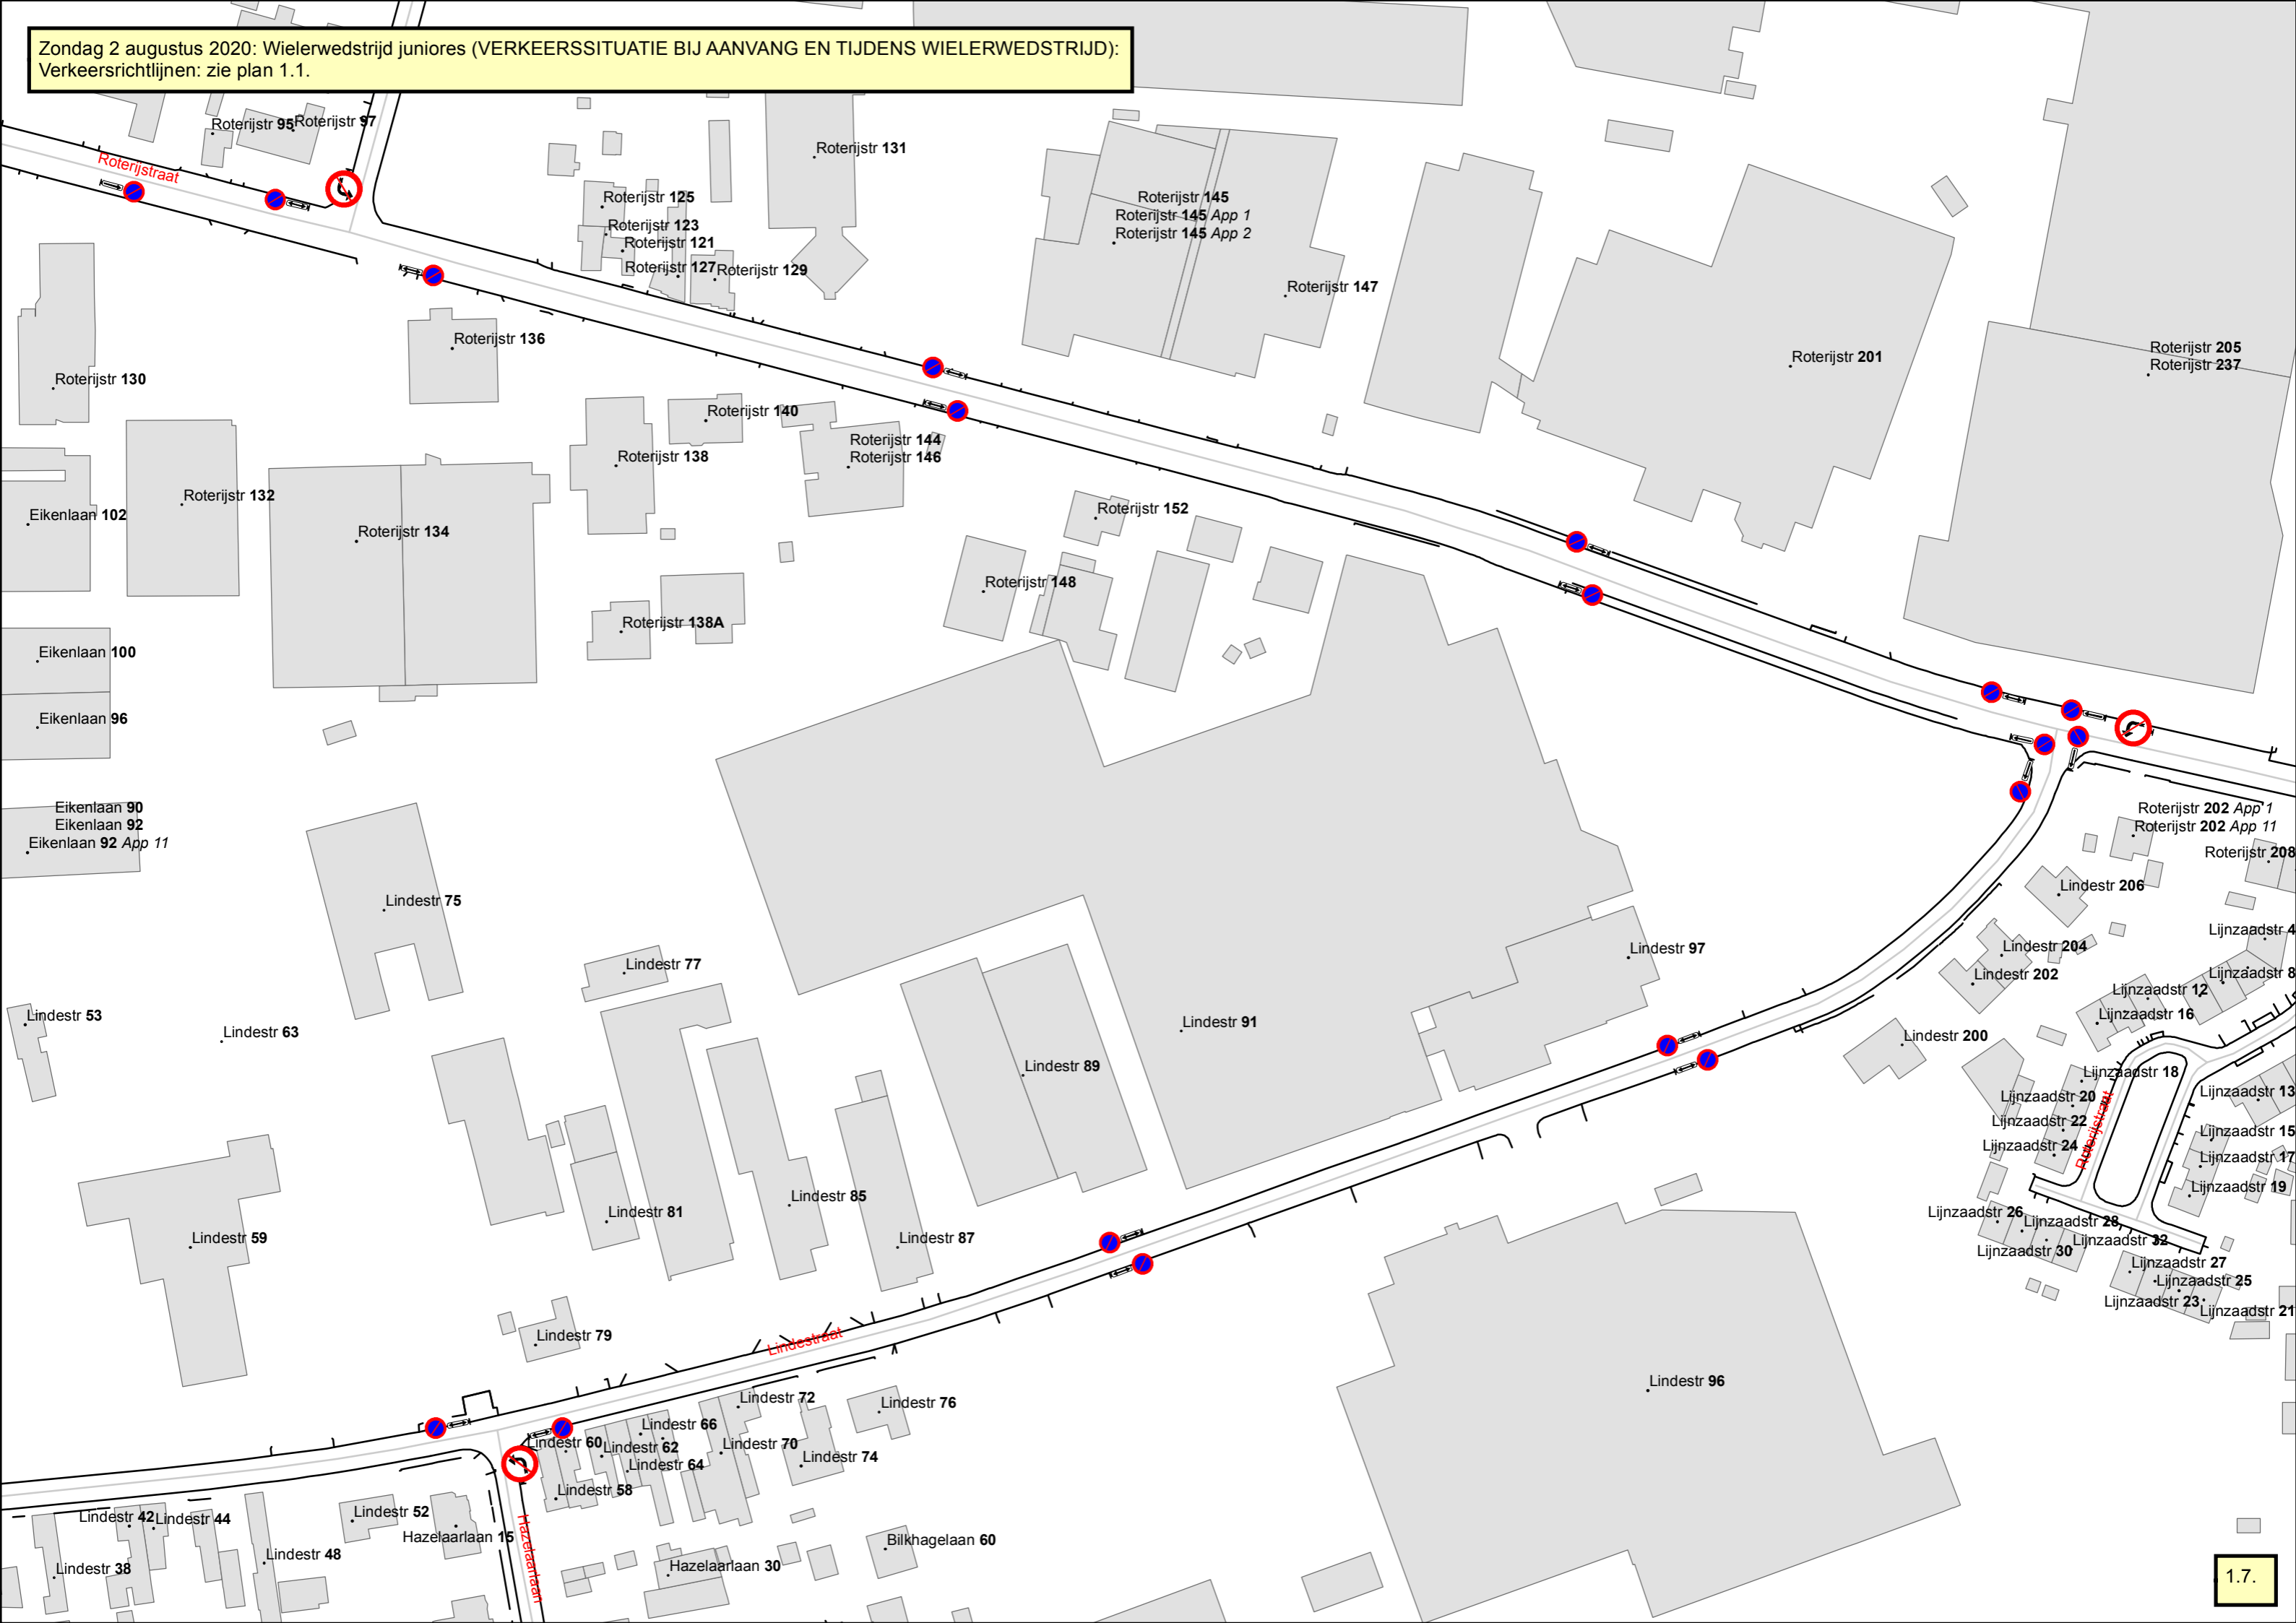 Zondag 2 augustus 2020: Wielerwedstrijd juniores (VERKEERSSITUATIE BIJ AANVANG EN TIJDENS WIELERWEDSTRIJD):
Verkeersrichtlijnen: zie plan 1.1.
Roterijstr 95
Roterijstr 97
Roterijstraat
Roterijstr 131
Roterijstr 125
Roterijstr 123
Roterijstr 121
Roterijstr 127
Roterijstr 129
Roterijstr 145
Roterijstr 145 App 1
Roterijstr 145 App 2
Roterijstr 147
Roterijstr 201
Roterijstr 205
Roterijstr 237
Roterijstr 136
Roterijstr 130
Roterijstr 140
Roterijstr 144
Roterijstr 146
Roterijstr 138
Roterijstr 132
Roterijstr 134
Eikenlaan 102
Roterijstr 152
Roterijstr 148
Roterijstr 138A
Eikenlaan 100
Eikenlaan 96
Eikenlaan 90
Eikenlaan 92
Eikenlaan 92 App 11
Roterijstr 202 App 1
Roterijstr 202 App 11
Roterijstr 208
Lindestr 206
Lindestr 75
Lindestr 77
Lindestr 97
Lindestr 204
Lindestr 202
Lijnzaadstr 4
Lijnzaadstr 8
Lijnzaadstr 12
Lijnzaadstr 16
Lindestr 53
Lindestr 63
Lindestr 91
Lindestr 200
Lindestr 89
Lijnzaadstr 18
Lijnzaadstr 20
Lijnzaadstr 22
Lijnzaadstr 24
Roterijstraat
Lijnzaadstr 13
Lijnzaadstr 15
Lijnzaadstr 17
Lijnzaadstr 19
Lindestr 85
Lindestr 81
Lindestr 87
Lindestr 59
Lijnzaadstr 26
Lijnzaadstr 28
Lijnzaadstr 30
Lijnzaadstr 32
Lijnzaadstr 27
Lijnzaadstr 25
Lijnzaadstr 23
Lijnzaadstr 21
Lindestr 79
Lindestraat
Lindestr 96
Lindestr 72
Lindestr 76
Lindestr 66
Lindestr 60
Lindestr 62
Lindestr 70
Lindestr 64
Lindestr 74
Lindestr 58
Lindestr 52
Lindestr 42
Lindestr 44
Hazelaarlaan 15
Hazelaarlaan
Lindestr 48
Lindestr 38
Hazelaarlaan 30
Bilkhagelaan 60
1.7.